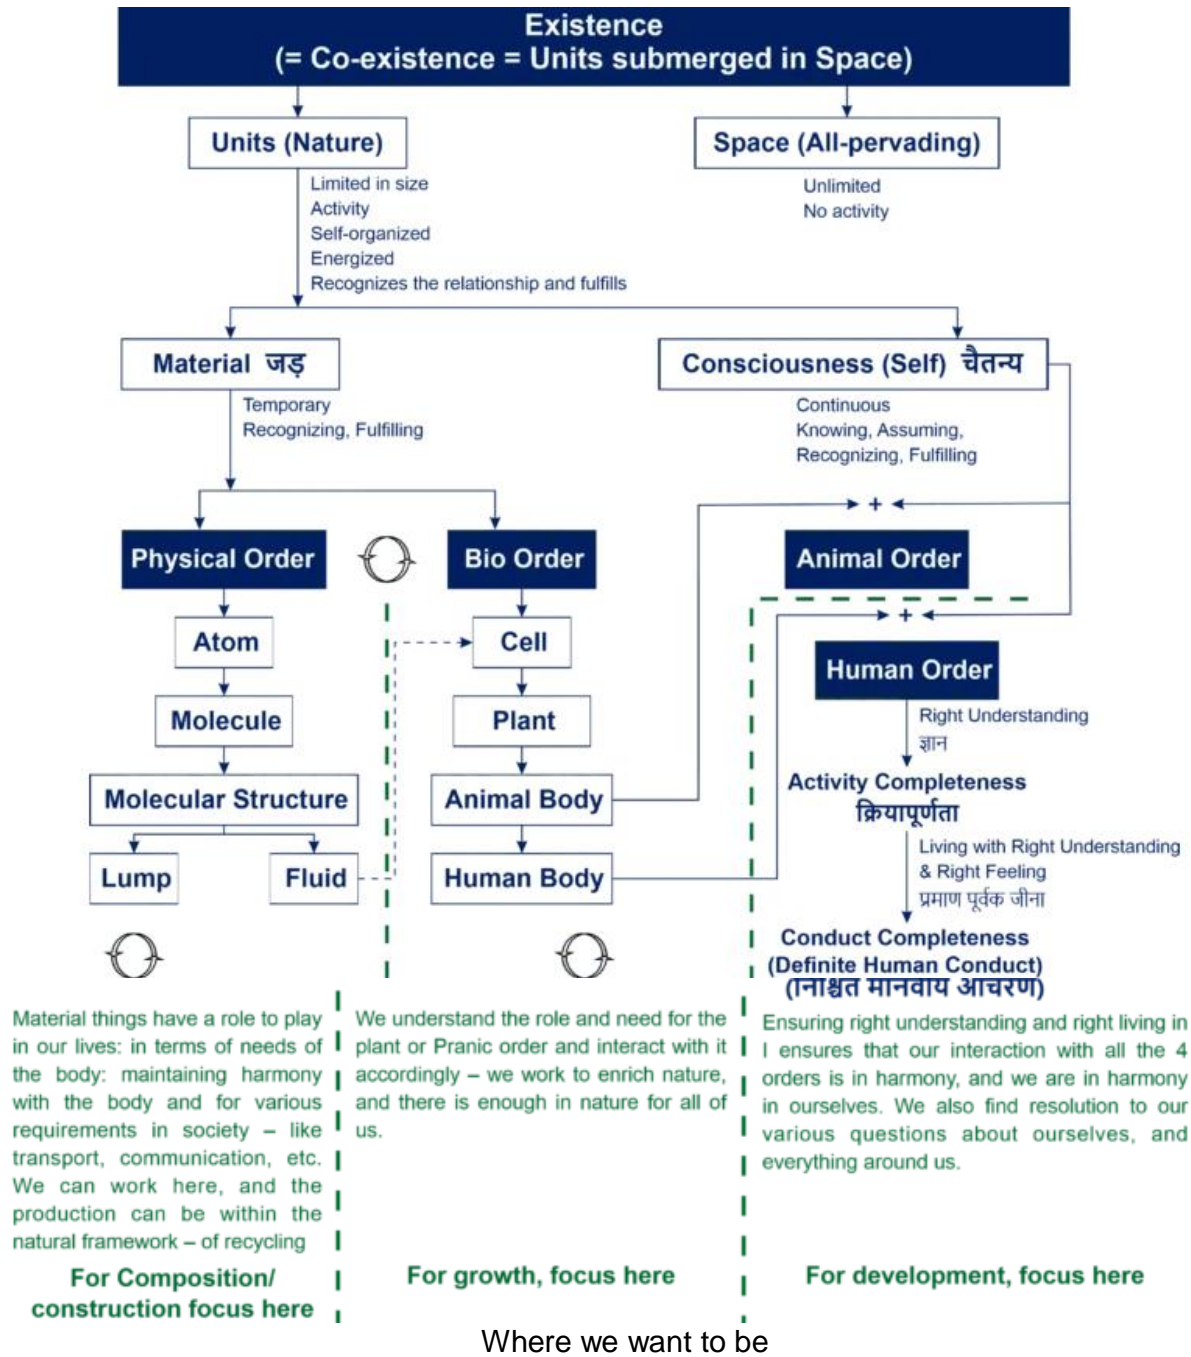 Existence
(= Co-existence = Units submerged in Space)
Units (Nature)
Space (All-pervading)
Limited in size
Activity
Self-organized
Energized
Recognizes the relationship and fulfills
Unlimited
No activity
Material जड़
Consciousness (Self) चैतन्य
Temporary
Recognizing, Fulfilling
Continuous
Knowing, Assuming,
Recognizing, Fulfilling
+
Physical Order
Bio Order
Animal Order
+
Atom
Cell
Human Order
Molecule
Plant
Right Understanding
ज्ञान
Molecular Structure
Animal Body
Activity Completeness
क्रियापूर्णता
Lump
Fluid
Human Body
Living with Right Understanding
& Right Feeling
प्रमाण पूर्वक जीना
Conduct Completeness
(Definite Human Conduct)
(निश्चित मानवीय आचरण)
Material things have a role to play
in our lives: in terms of needs of
the body: maintaining harmony
with the body and for various
requirements in society – like
transport, communication, etc.
We can work here, and the
production can be within the
natural framework – of recycling
We understand the role and need for the
plant or Pranic order and interact with it
accordingly – we work to enrich nature,
and there is enough in nature for all of
us.
Ensuring right understanding and right living in
I ensures that our interaction with all the 4
orders is in harmony, and we are in harmony
in ourselves. We also find resolution to our
various questions about ourselves, and
everything around us.
For Composition/
construction focus here
For growth, focus here
For development, focus here
Where we want to be